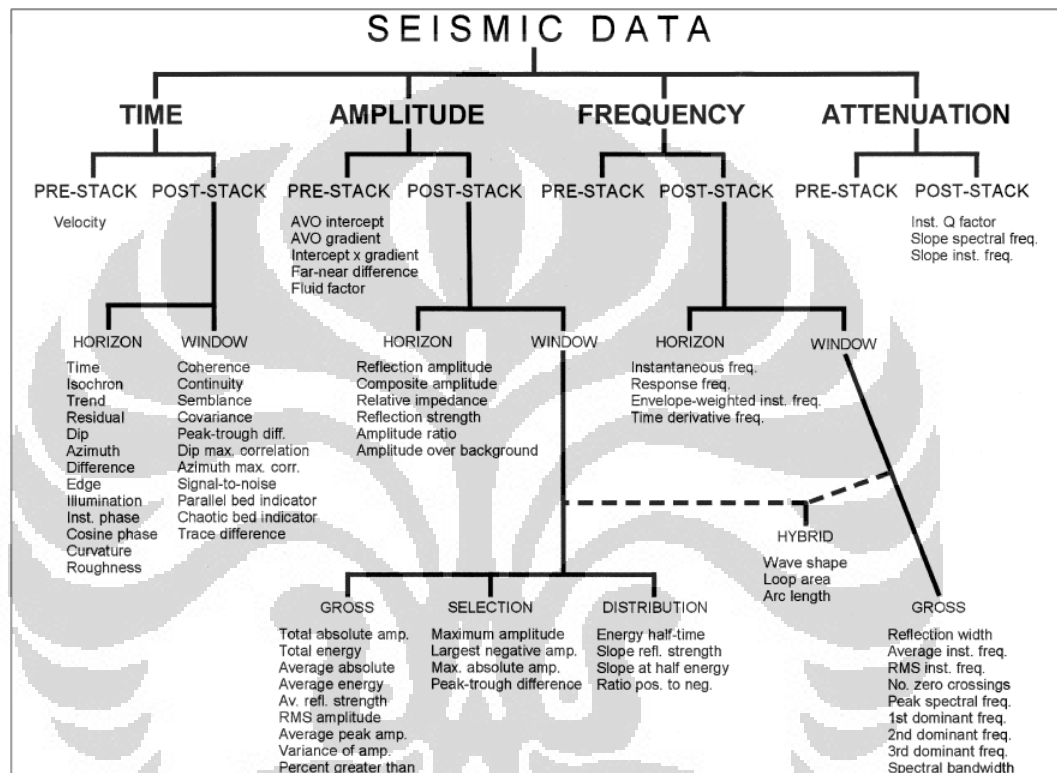 SEISMIC DATA
TIME
AMPLITUDE
FREQUENCY
ATTENUATION
PRE-STACK
POST-STACK
PRE-STACK
POST-STACK
PRE-STACK
POST-STACK
PRE-STACK
POST-STACK
Velocity
AVO intercept
AVO gradient
Intercept x gradient
Far-near difference
Fluid factor
Inst. Q factor
Slope spectral freq.
Slope inst. freq.
HORIZON
Time
Isochron
Trend
Residual
Dip
Azimuth
Difference
Edge
Illumination
Inst. phase
Cosine phase
Curvature
Roughness
WINDOW
Coherence
Continuity
Semblance
Covariance
Peak-trough diff.
Dip max. correlation
Azimuth max. corr.
Signal-to-noise
Parallel bed indicator
Chaotic bed indicator
Trace difference
HORIZON
Reflection amplitude
Composite amplitude
Relative impedance
Reflection strength
Amplitude ratio
Amplitude over background
WINDOW
HORIZON
Instantaneous freq.
Response freq.
Envelope-weighted inst. freq.
Time derivative freq.
WINDOW
HYBRID
Wave shape
Loop area
Arc length
GROSS
Total absolute amp.
Total energy
Average absolute
Average energy
Av. refl. strength
RMS amplitude
Average peak amp.
Variance of amp.
Percent greater than
SELECTION
Maximum amplitude
Largest negative amp.
Max. absolute amp.
Peak-trough difference
DISTRIBUTION
Energy half-time
Slope refl. strength
Slope at half energy
Ratio pos. to neg.
GROSS
Reflection width
Average inst. freq.
RMS inst. freq.
No. zero crossings
Peak spectral freq.
1st dominant freq.
2nd dominant freq.
3rd dominant freq.
Spectral bandwidth